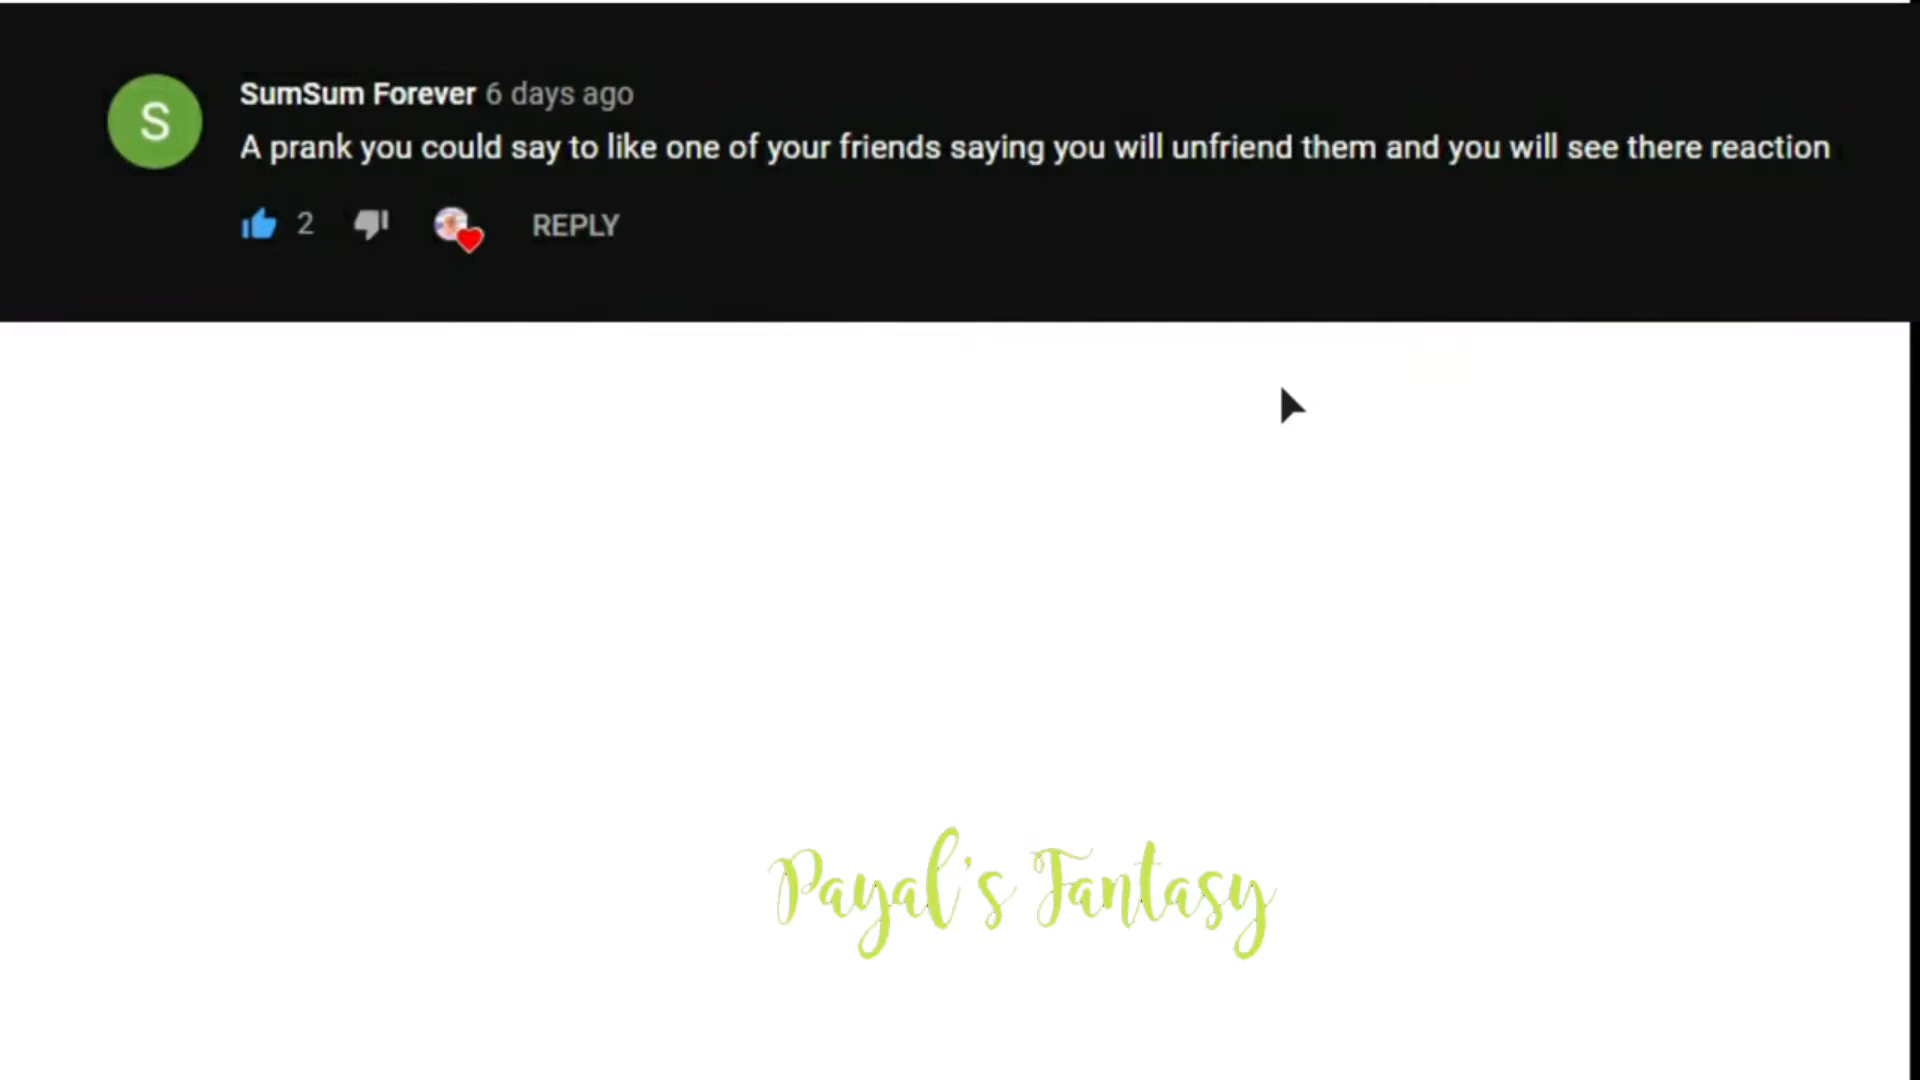 S
SumSum Forever 6 days ago
A prank you could say to like one of your friends saying you will unfriend them and you will see there reaction
2 REPLY
Payal's Fantasy